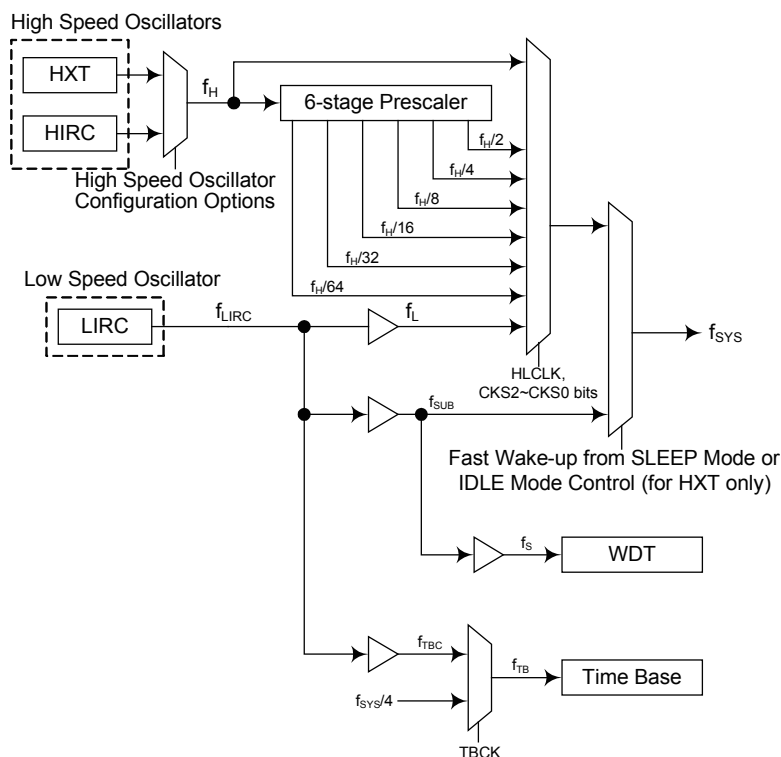 High Speed Oscillators
HXT
HIRC
fH
6-stage Prescaler
High Speed Oscillator
Configuration Options
fH/2
fH/4
fH/8
fH/16
fH/32
fH/64
Low Speed Oscillator
LIRC
fLIRC
fL
HLCLK,
CKS2~CKS0 bits
fSYS
fSUB
Fast Wake-up from SLEEP Mode or
IDLE Mode Control (for HXT only)
fS
WDT
fTBC
fSYS/4
fTB
Time Base
TBCK